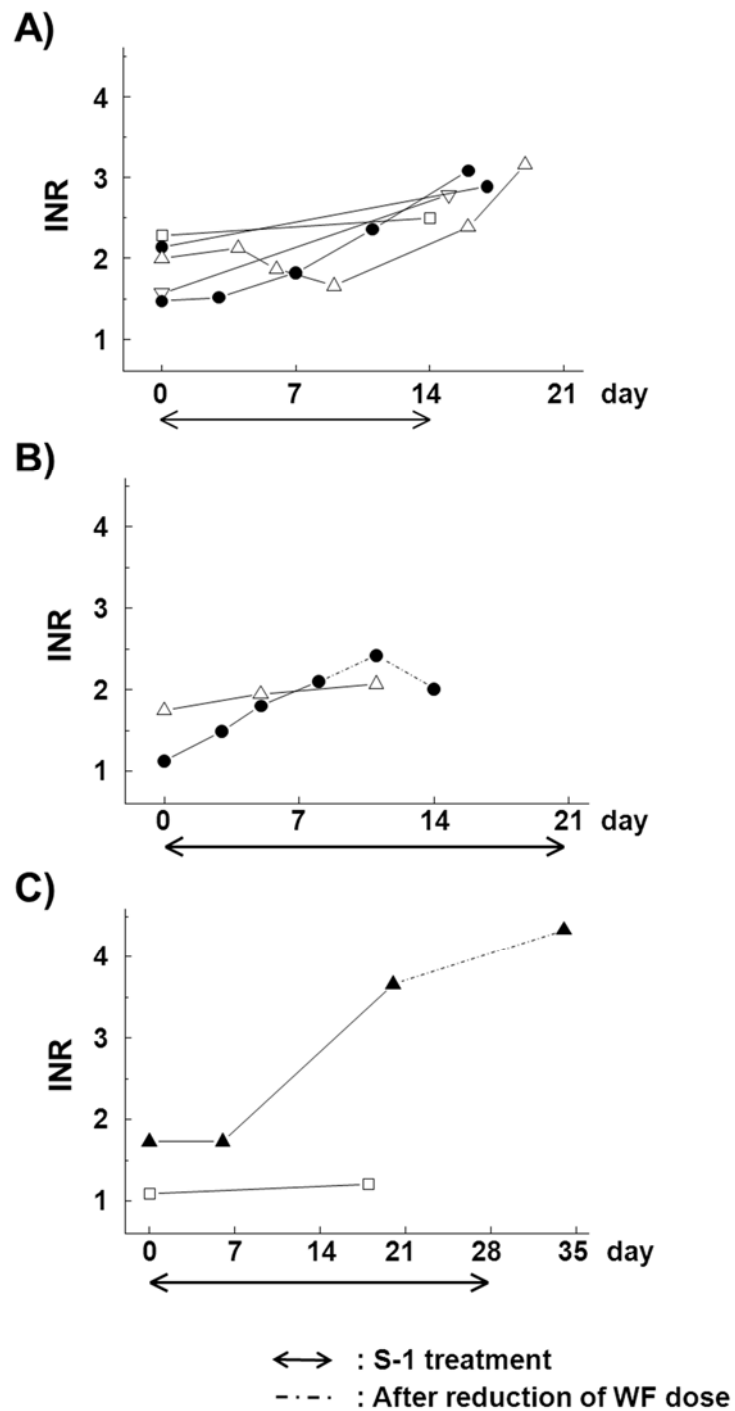 A)
4
3
2
1
INR
0 7 14 21 day
B)
4
3
2
1
INR
0 7 14 21 day
C)
4
3
2
1
INR
0 7 14 21 28 35 day
: S-1 treatment
: After reduction of WF dose